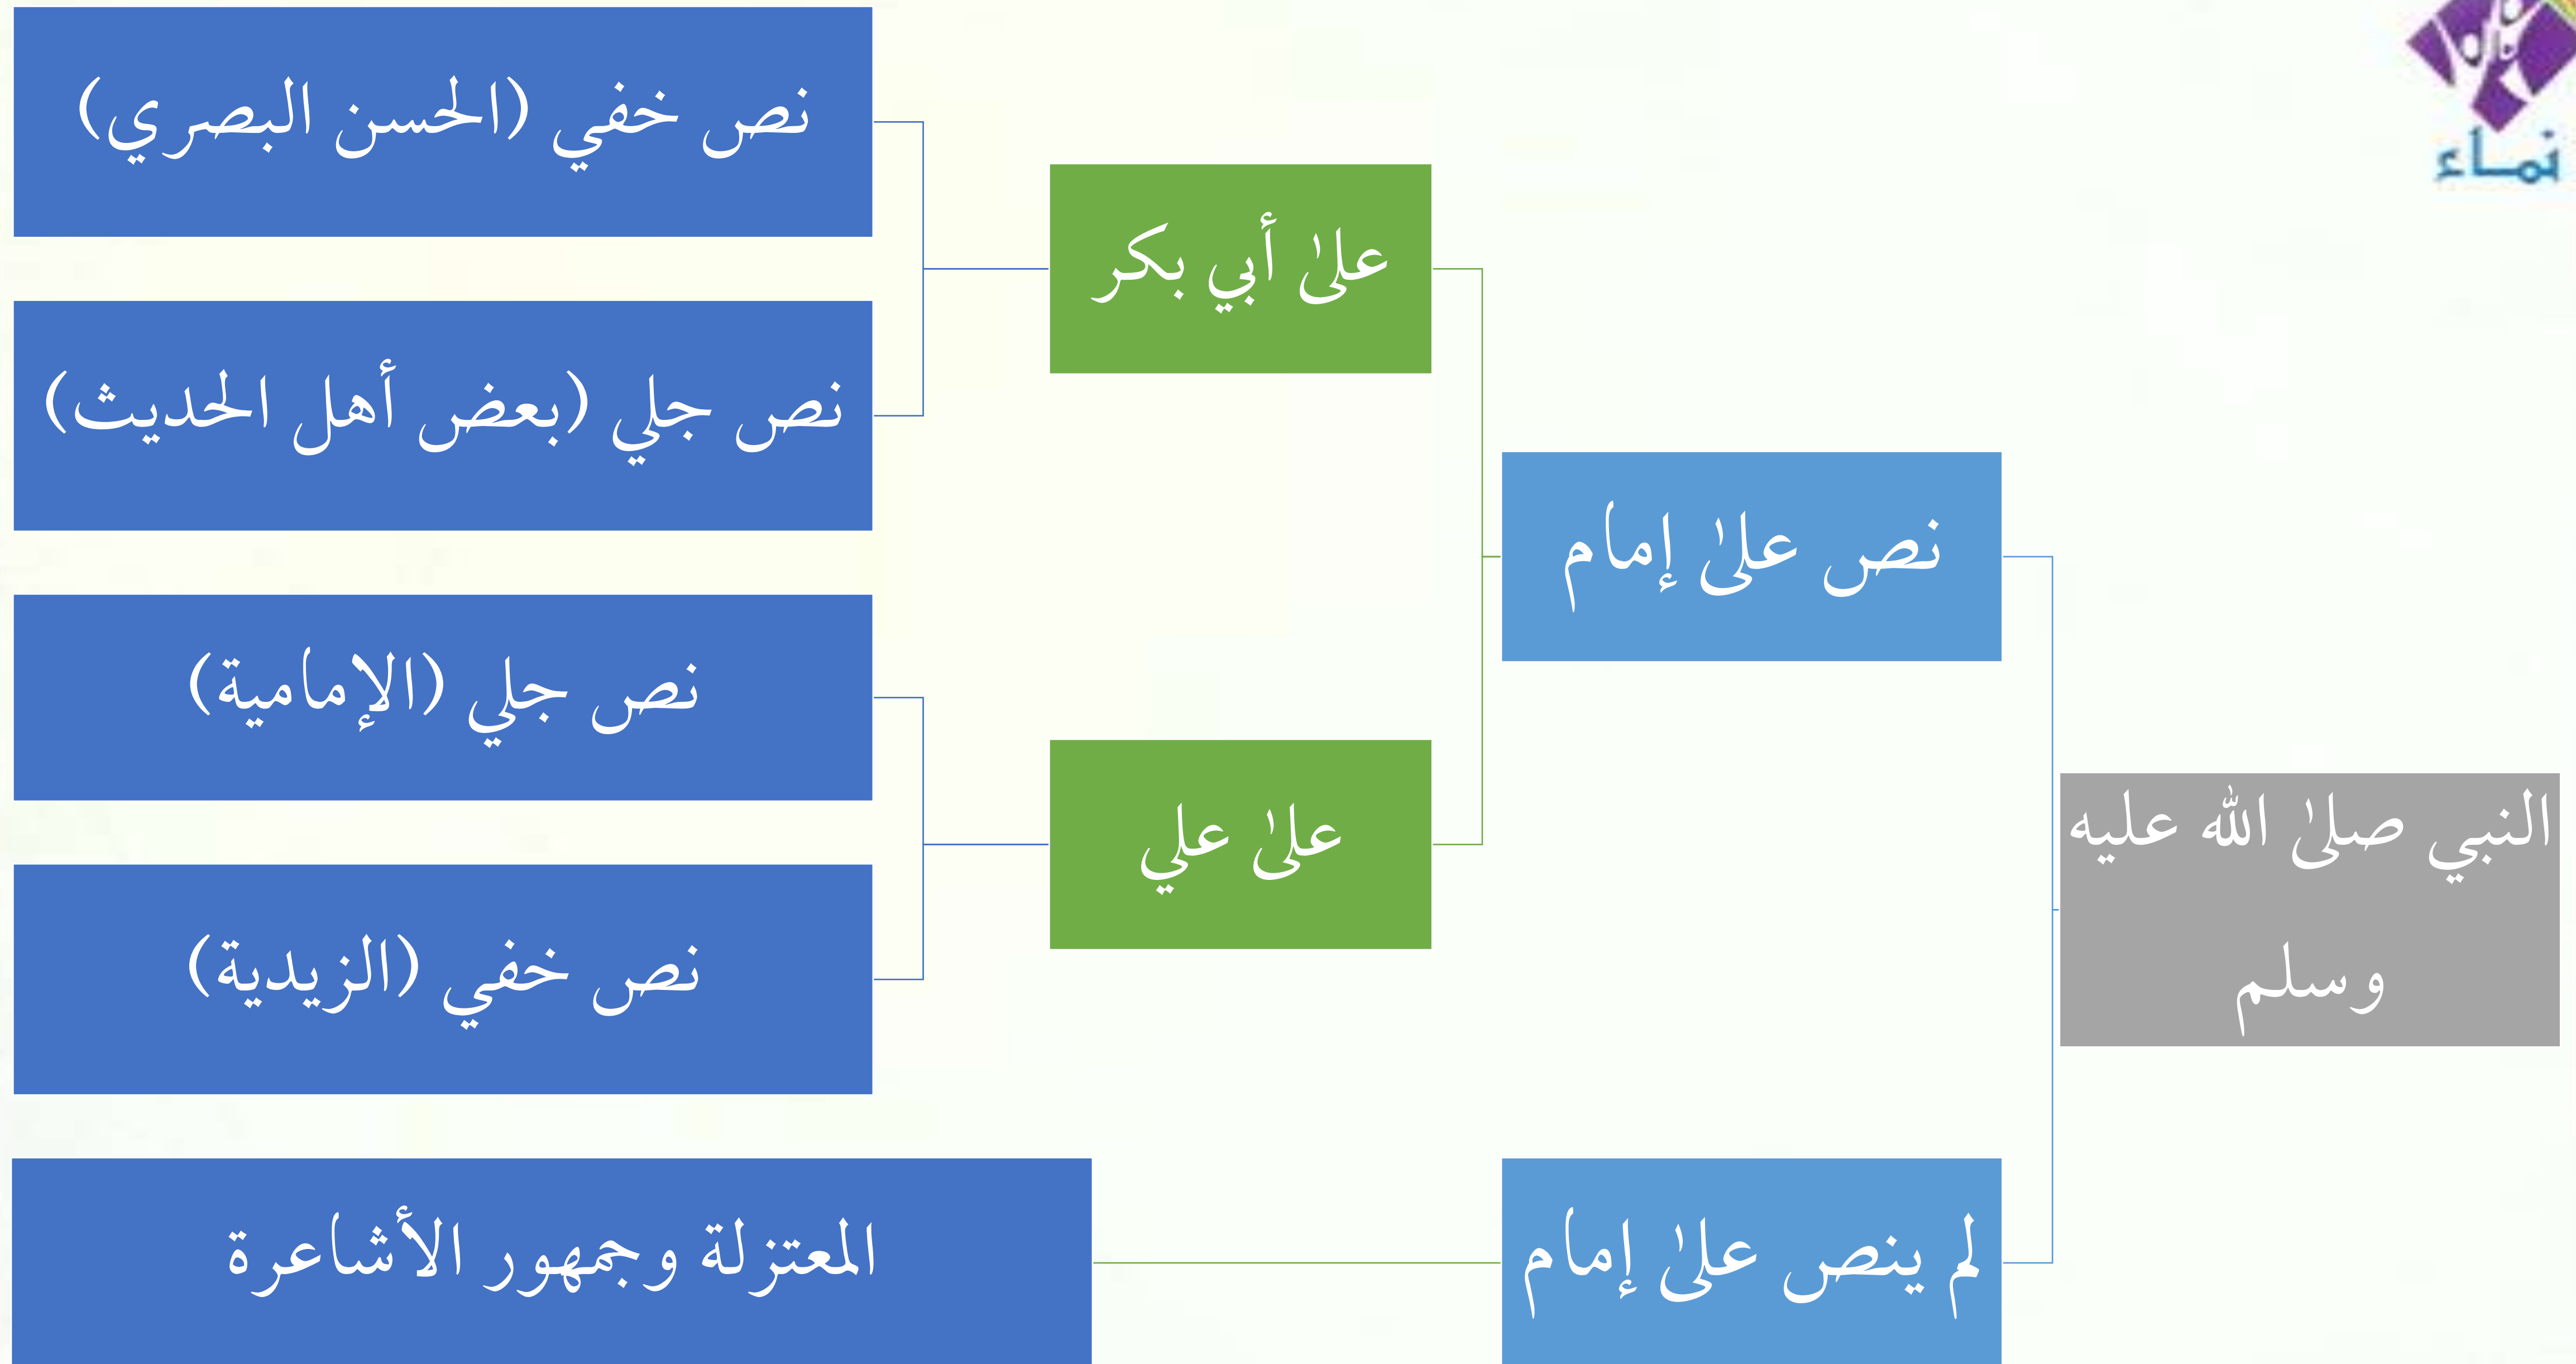 نماء
النبي صلىٰ الله عليه
وسلم
نص علىٰ إمام
علىٰ أبي بكر
نص خفي (الحسن البصري)
نص جلي (بعض أهل الحديث)
علىٰ علي
نص جلي (الإمامية)
نص خفي (الزيدية)
لم ينص علىٰ إمام
المعتزلة وجمهور الأشاعرة